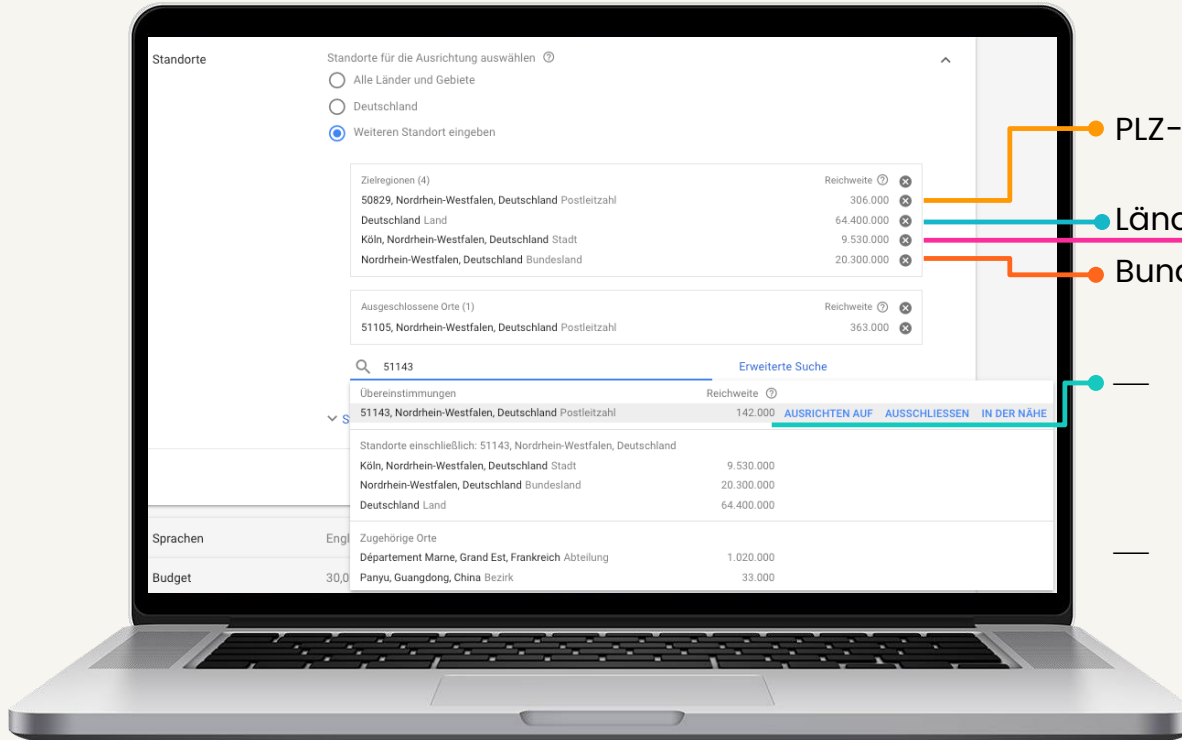 Standorte
Standorte für die Ausrichtung auswählen
Alle Länder und Gebiete
Deutschland
Weiteren Standort eingeben
Zielregionen (4) Reichweite
50829, Nordrhein-Westfalen, Deutschland Postleitzahl 306.000
Deutschland Land 64.400.000
Köln, Nordrhein-Westfalen, Deutschland Stadt 9.530.000
Nordrhein-Westfalen, Deutschland Bundesland 20.300.000
Ausgeschlossene Orte (1) Reichweite
51105, Nordrhein-Westfalen, Deutschland Postleitzahl 363.000
51143 Erweiterte Suche
Übereinstimmungen Reichweite
51143, Nordrhein-Westfalen, Deutschland Postleitzahl 142.000 AUSRICHTEN AUF AUSSCHLIESSEN IN DER NÄHE
S
Standorte einschließlich: 51143, Nordrhein-Westfalen, Deutschland
Köln, Nordrhein-Westfalen, Deutschland Stadt 9.530.000
Nordrhein-Westfalen, Deutschland Bundesland 20.300.000
Deutschland Land 64.400.000
Zugehörige Orte
Département Marne, Grand Est, Frankreich Abteilung 1.020.000
Panyu, Guangdong, China Bezirk 33.000
Sprachen Engl
Budget 30,0
PLZ-
Länd
Bund
—
—